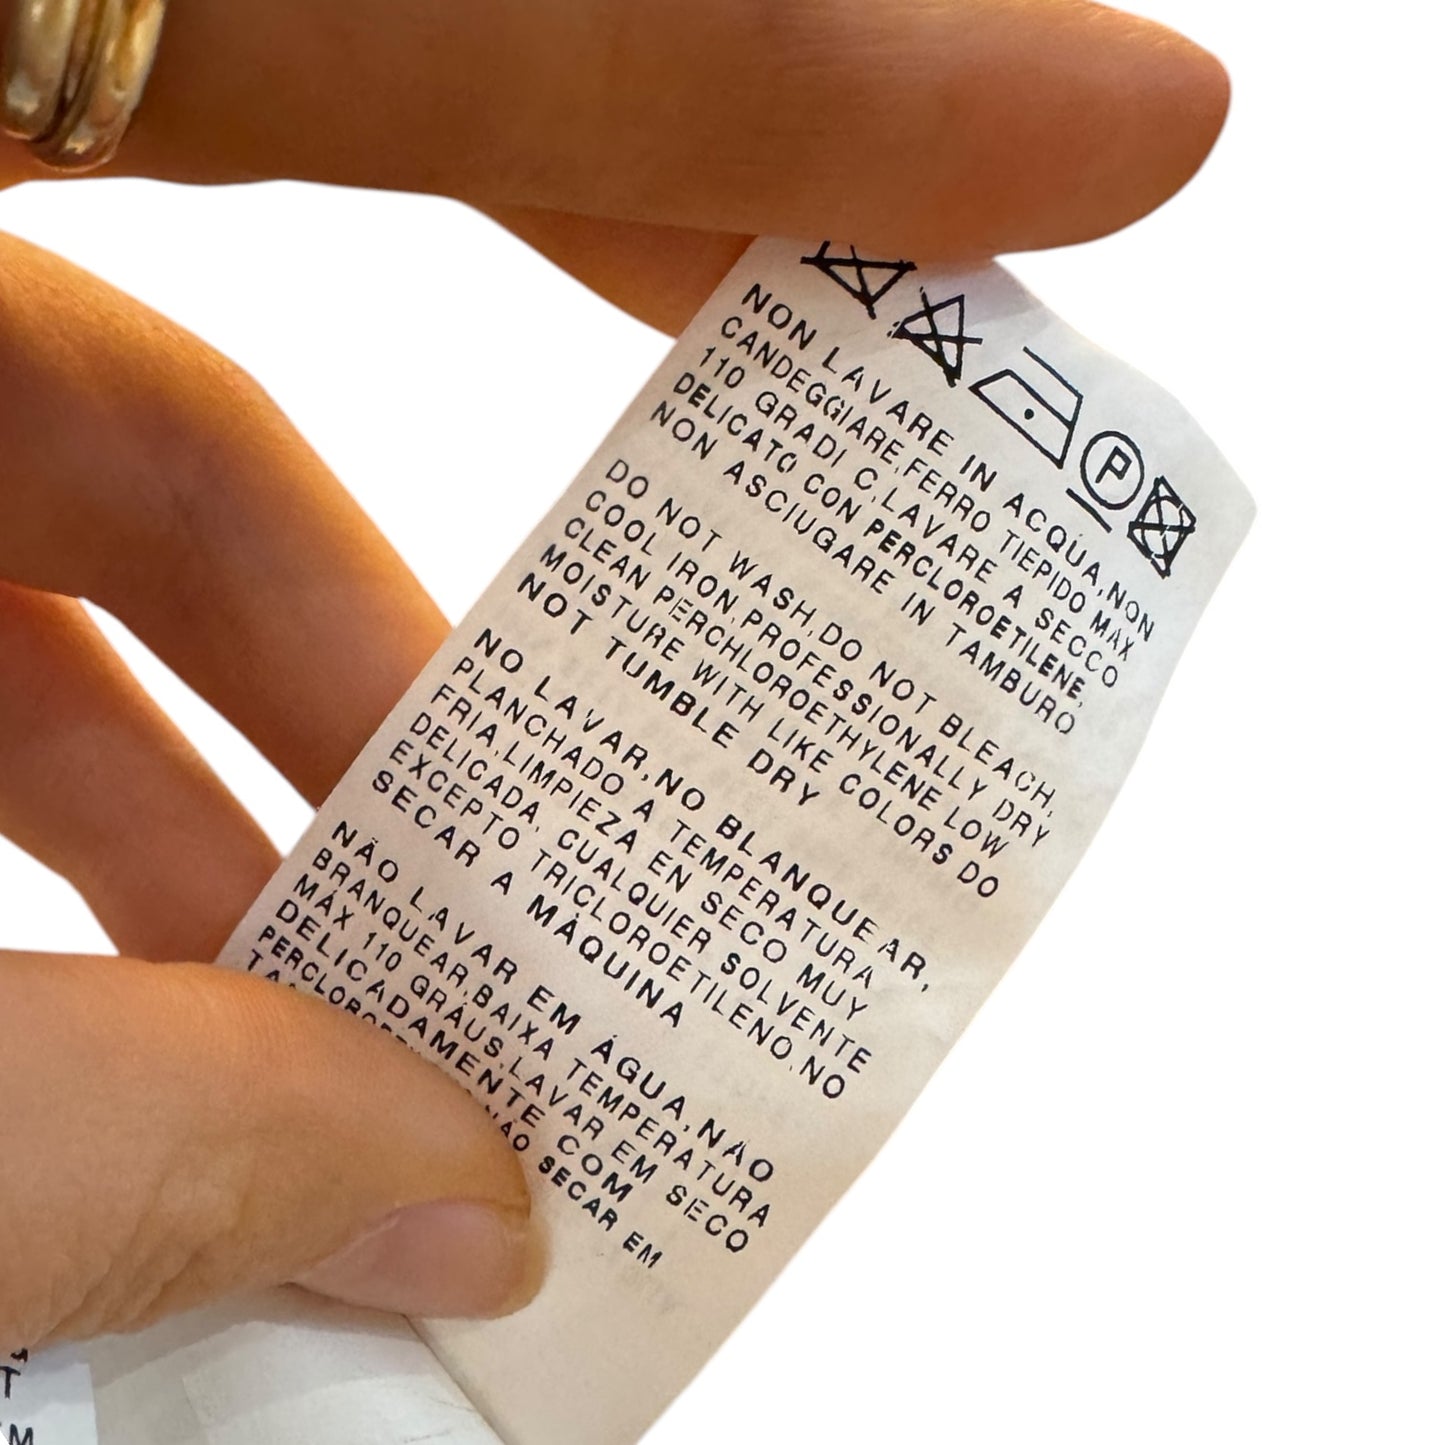 P
NON LAVARE IN ACQUA,NON
CANDEGGIARE,FERRO TIEPIDO MAX
110 GRADI C,LAVARE A SECCO
DELICATO CON PERCLOROETILENE,
NON ASCIUGARE IN TAMBURO
DO NOT WASH,DO NOT BLEACH,
COOL IRON,PROFESSIONALLY DRY
CLEAN PERCHLOROETHYLENE LOW
MOISTURE WITH LIKE COLORS DO
NOT TUMBLE DRY
NO LAVAR,NO BLANQUEAR,
PLANCHADO A TEMPERATURA
FRIA,LIMPIEZA EN SECO MUY
DELICADA, CUALQUIER SOLVENTE
EXCEPTO TRICLOROETILENO,NO
SECAR A MÁQUINA
NÃO LAVAR EM ÁGUA,NÃO
BRANQUEAR,BAIXA TEMPERATURA
MÁX 110 GRÁUS,LAVAR EM SECO
DELICADAMENTE COM
NÃO SECAR EM